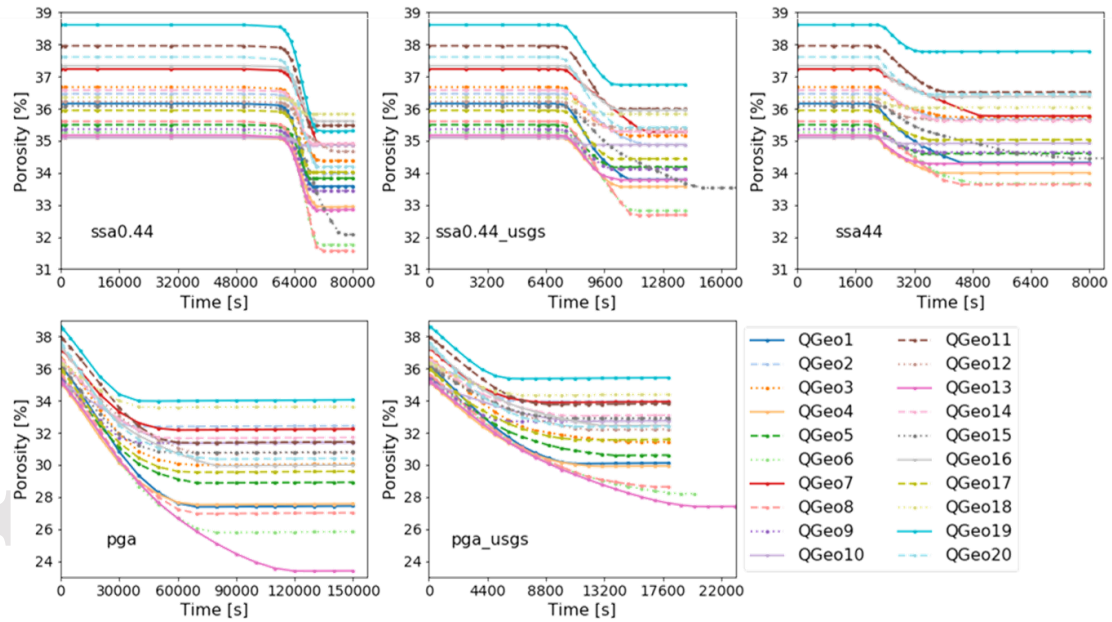 39
38
37
36
35
34
33
32
31
Porosity [%]
ssa0.44
0 16000 32000 48000 64000 80000
Time [s]
39
38
37
36
35
34
33
32
31
Porosity [%]
ssa0.44_usgs
0 3200 6400 9600 12800 16000
Time [s]
39
38
37
36
35
34
33
32
31
Porosity [%]
ssa44
0 1600 3200 4800 6400 8000
Time [s]
38
36
34
32
30
28
26
24
Porosity [%]
pga
0 30000 60000 90000 120000 150000
Time [s]
38
36
34
32
30
28
26
24
Porosity [%]
pga_usgs
0 4400 8800 13200 17600 22000
Time [s]
QGeo1 QGeo11
QGeo2 QGeo12
QGeo3 QGeo13
QGeo4 QGeo14
QGeo5 QGeo15
QGeo6 QGeo16
QGeo7 QGeo17
QGeo8 QGeo18
QGeo9 QGeo19
QGeo10 QGeo20